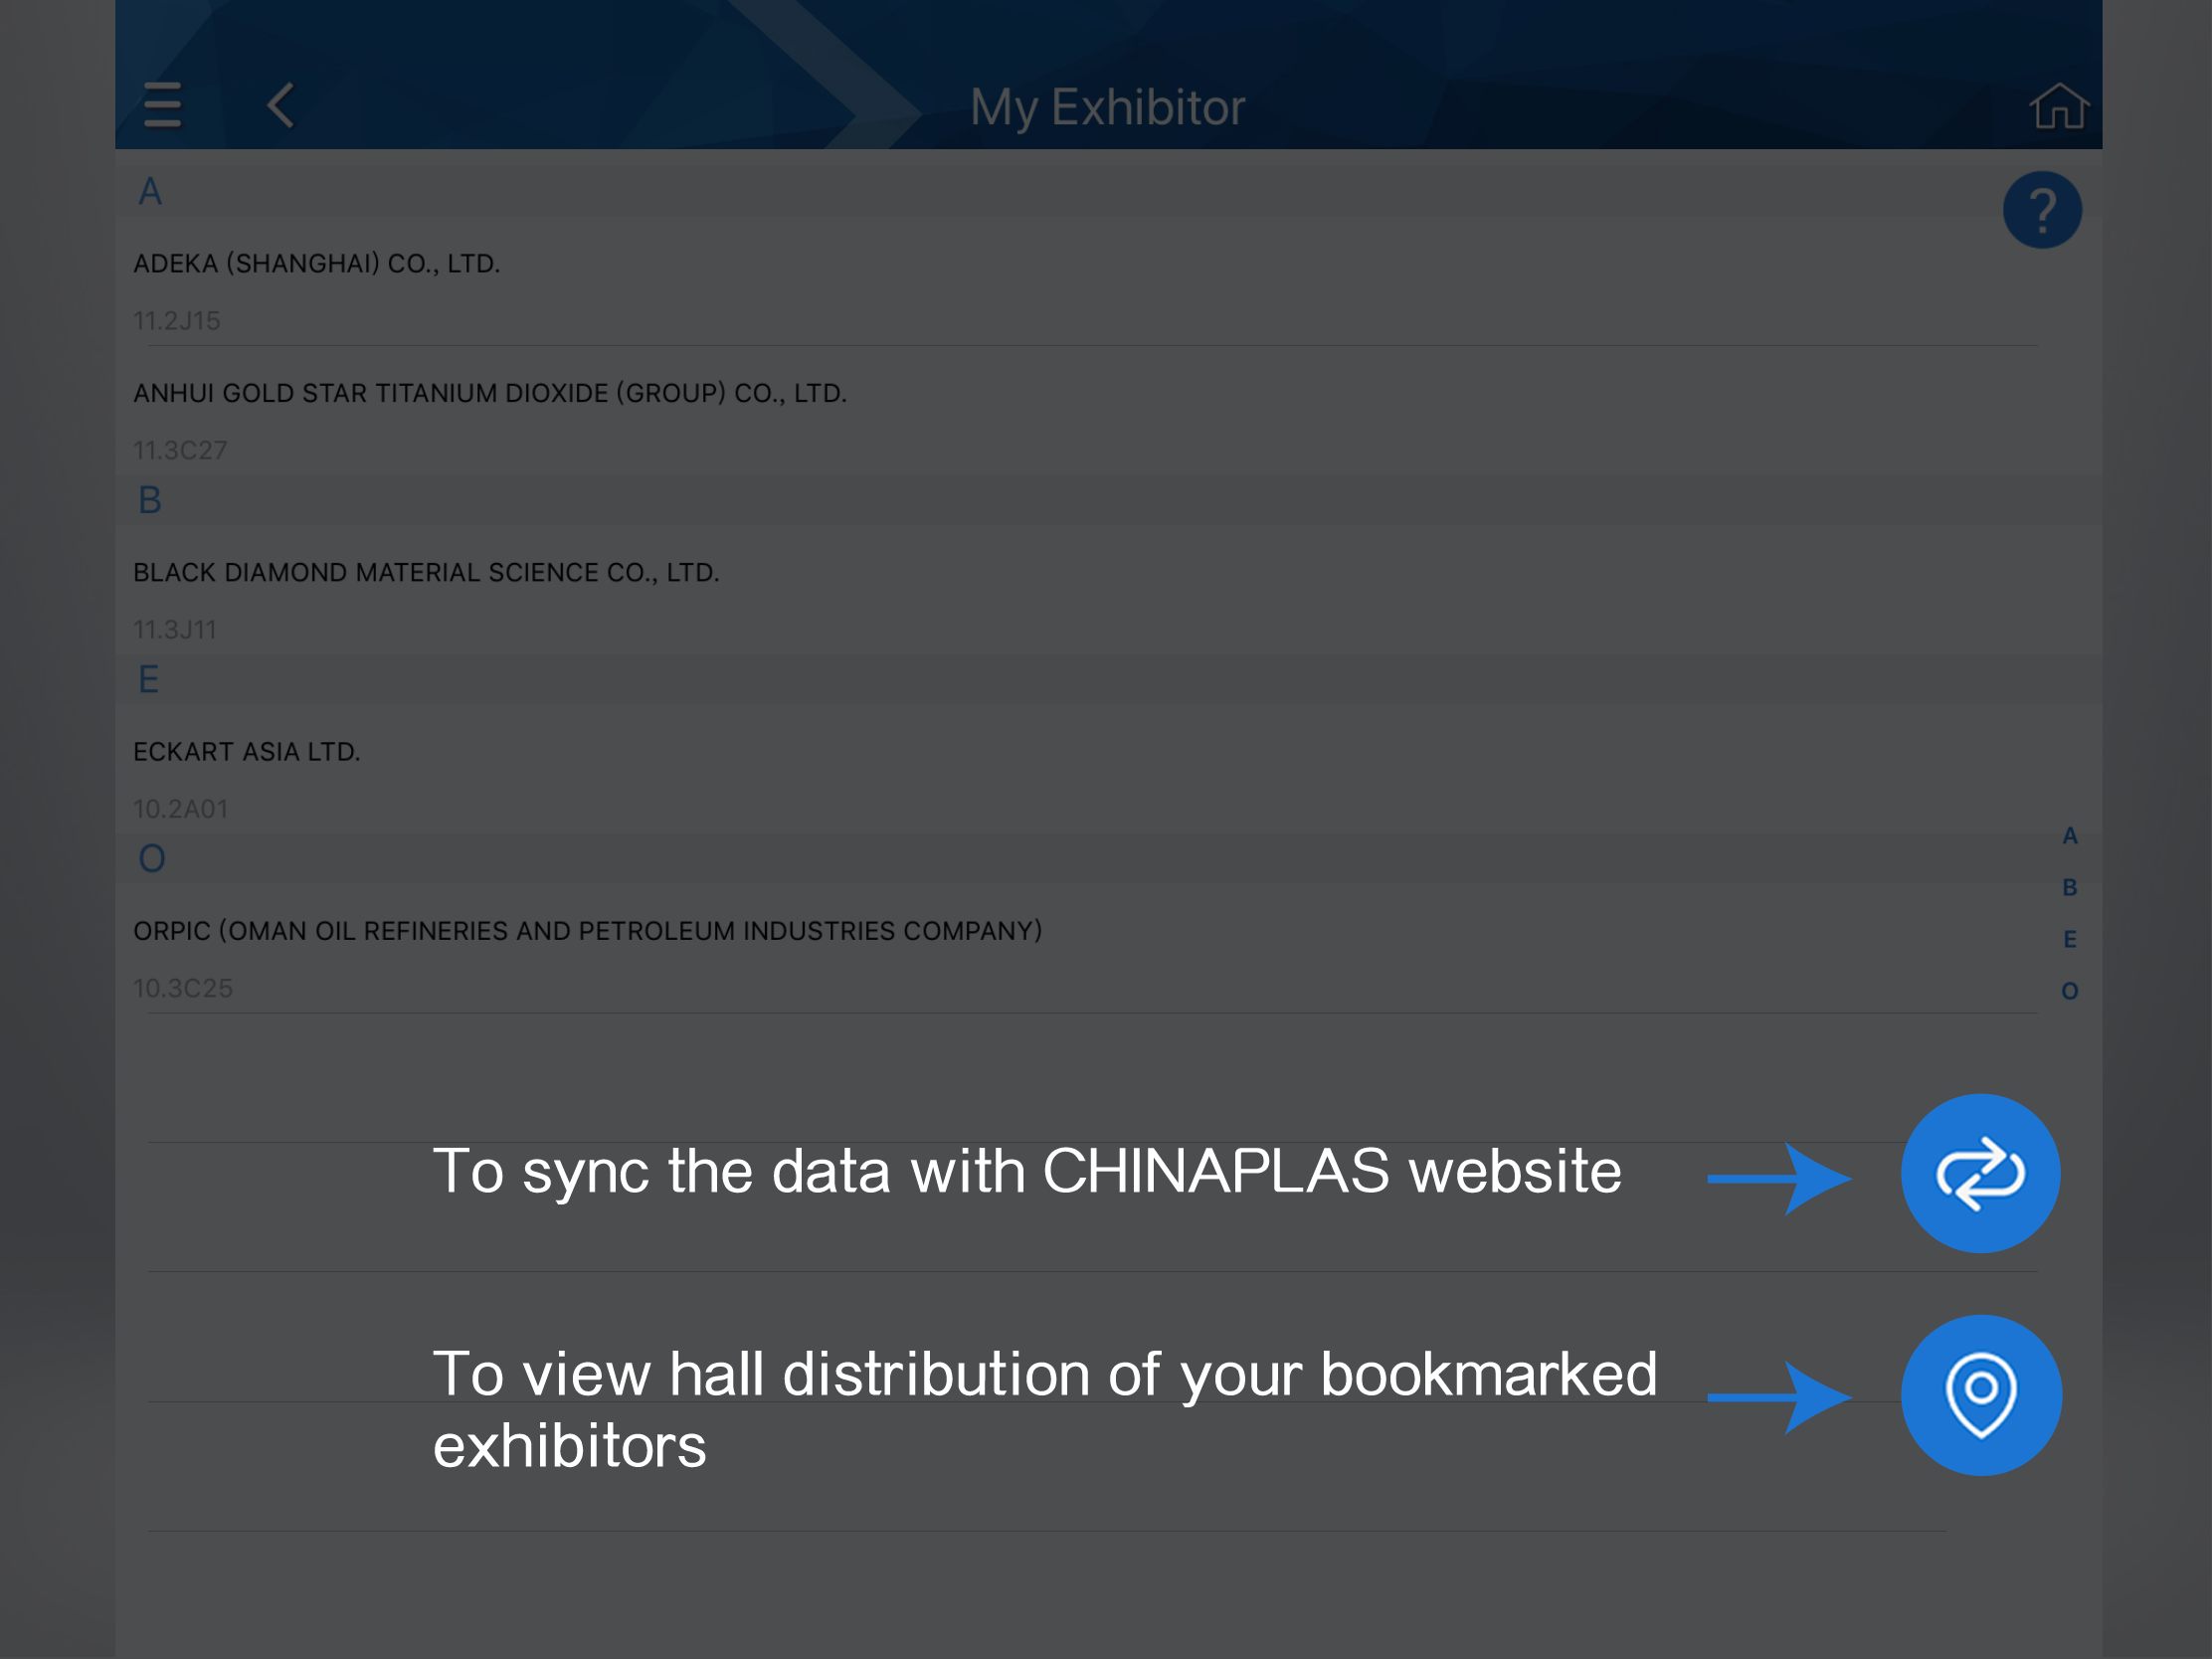 My Exhibitor
A
?
ADEKA (SHANGHAI) CO., LTD.
11.2J15
ANHUI GOLD STAR TITANIUM DIOXIDE (GROUP) CO., LTD.
11.3C27
B
BLACK DIAMOND MATERIAL SCIENCE CO., LTD.
11.3J11
E
ECKART ASIA LTD.
10.2A01
O
ORPIC (OMAN OIL REFINERIES AND PETROLEUM INDUSTRIES COMPANY)
10.3C25
A
B
E
O
To sync the data with CHINAPLAS website
To view hall distribution of your bookmarked
exhibitors